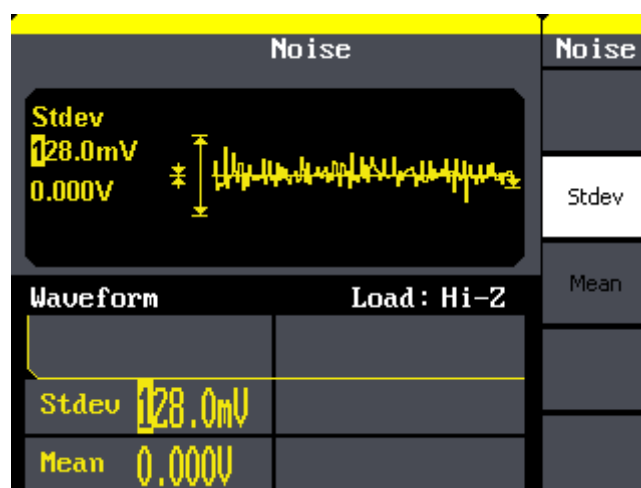 Noise
Noise
Stdev
128.0mV
0.000V
Stdev
Mean
Waveform Load: Hi-Z
Stdev 128.0mV
Mean 0.000V